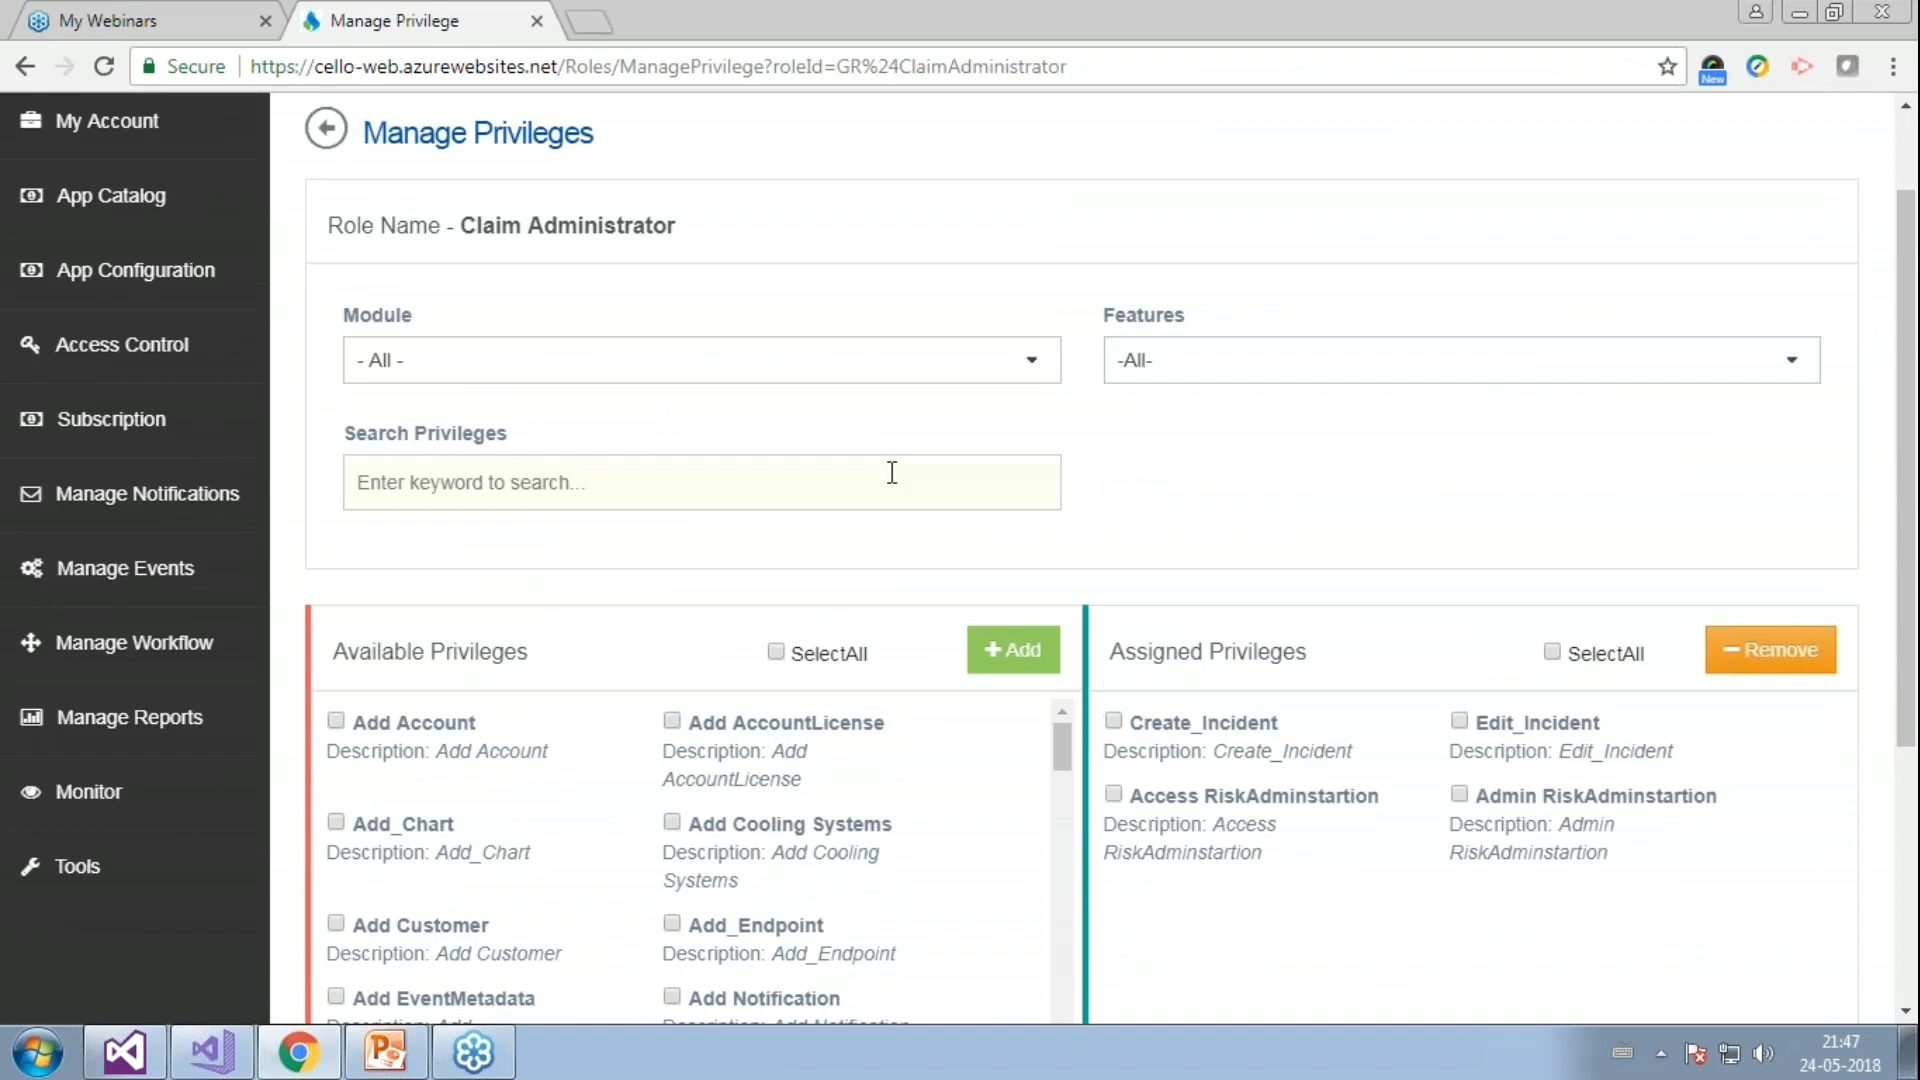 My Webinars
Manage Privilege
Secure
https://cello-web.azurewebsites.net/Roles/ManagePrivilege?roleId=GR%24ClaimAdministrator
New
My Account
App Catalog
App Configuration
Access Control
Subscription
Manage Notifications
Manage Events
Manage Workflow
Manage Reports
Monitor
Tools
Manage Privileges
Role Name - Claim Administrator
Module
Features
- All -
-All-
Search Privileges
Enter keyword to search...
Available Privileges
SelectAll
Add
Add Account
Description: Add Account
Add AccountLicense
Description: Add
AccountLicense
Add_Chart
Description: Add_Chart
Add Cooling Systems
Description: Add Cooling
Systems
Add Customer
Description: Add Customer
Add_Endpoint
Description: Add_Endpoint
Add EventMetadata
Description: Add
Add Notification
Description: Add Notification
Assigned Privileges
SelectAll
Remove
Create_Incident
Description: Create_Incident
Edit_Incident
Description: Edit_Incident
Access RiskAdminstartion
Description: Access
RiskAdminstartion
Admin RiskAdminstartion
Description: Admin
RiskAdminstartion
21:47
24-05-2018